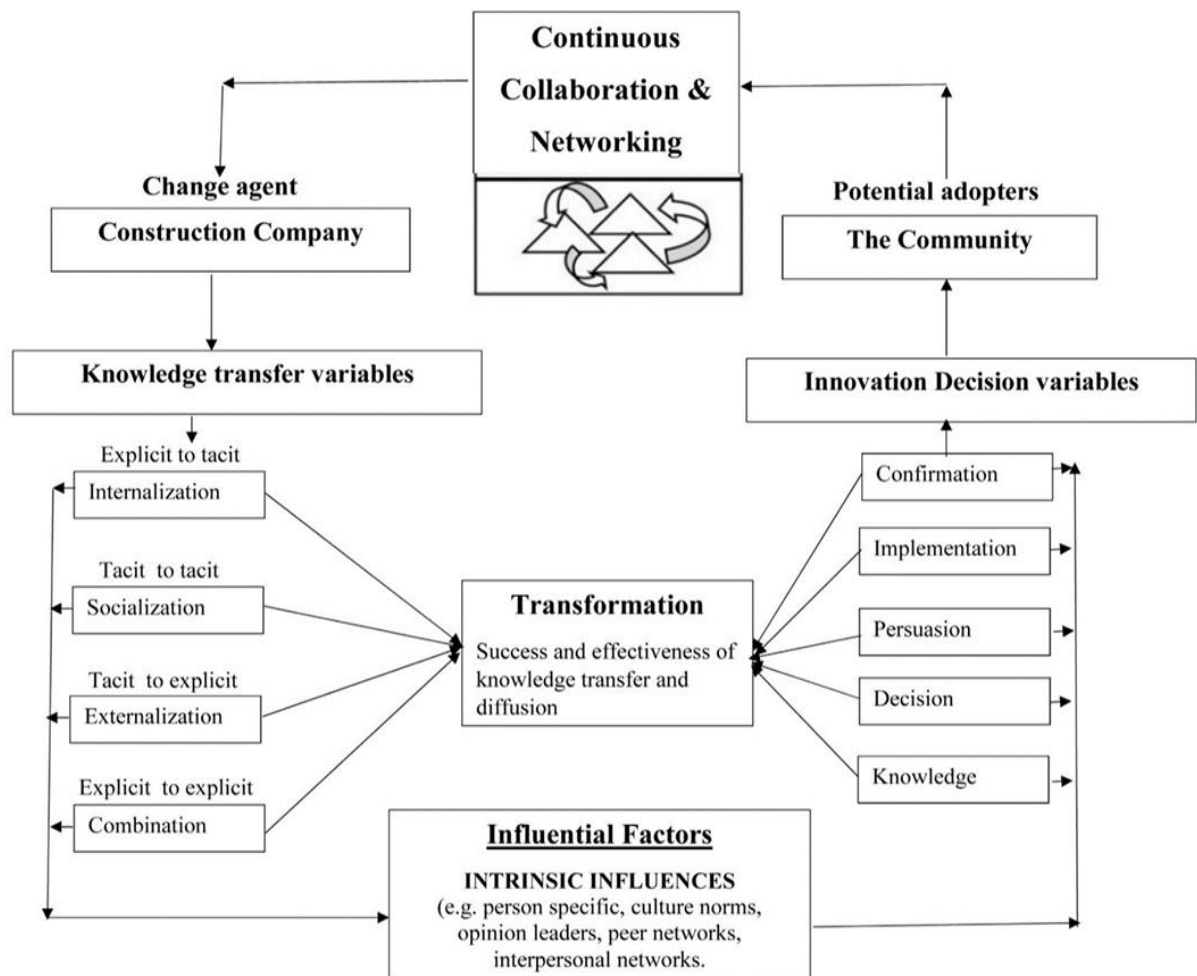 Continuous
Collaboration &
Networking
Change agent
Construction Company
Potential adopters
The Community
Knowledge transfer variables
Innovation Decision variables
Explicit to tacit
Internalization
Tacit to tacit
Socialization
Tacit to explicit
Externalization
Explicit to explicit
Combination
Transformation
Success and effectiveness of
knowledge transfer and
diffusion
Confirmation
Implementation
Persuasion
Decision
Knowledge
Influential Factors
INTRINSIC INFLUENCES
(e.g. person specific, culture norms,
opinion leaders, peer networks,
interpersonal networks.